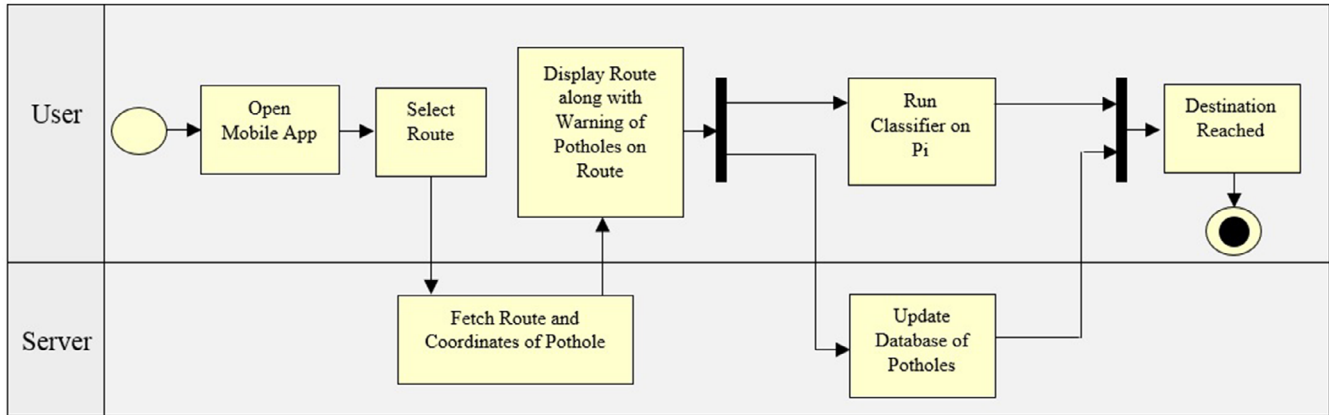 User
Open
Mobile App
Select
Route
Display Route
along with
Warning of
Potholes on
Route
Run
Classifier on
Pi
Destination
Reached
Server
Fetch Route and
Coordinates of Pothole
Update
Database of
Potholes